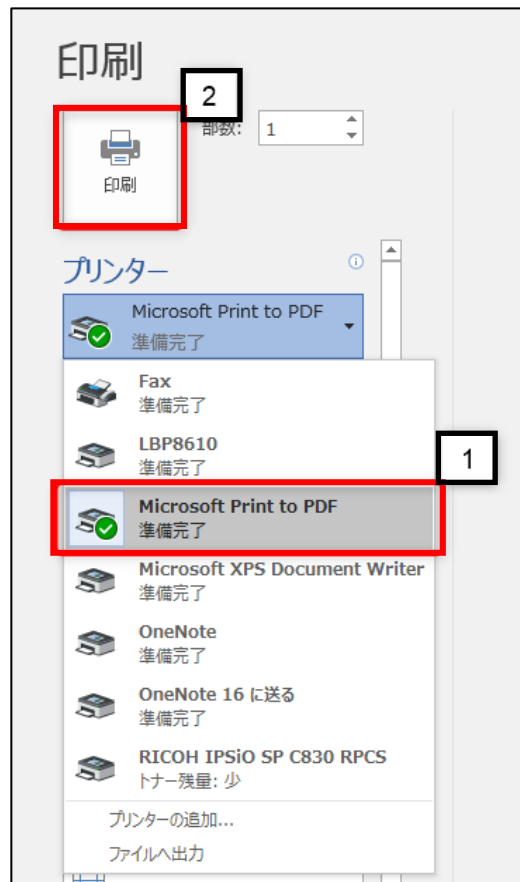 印刷
2
部数: 1
印刷
プリンター
Microsoft Print to PDF
準備完了
Fax
準備完了
LBP8610
準備完了
1
Microsoft Print to PDF
準備完了
Microsoft XPS Document Writer
準備完了
OneNote
準備完了
OneNote 16 に送る
準備完了
RICOH IPSiO SP C830 RPCS
トナー残量: 少
プリンターの追加...
ファイルへ出力